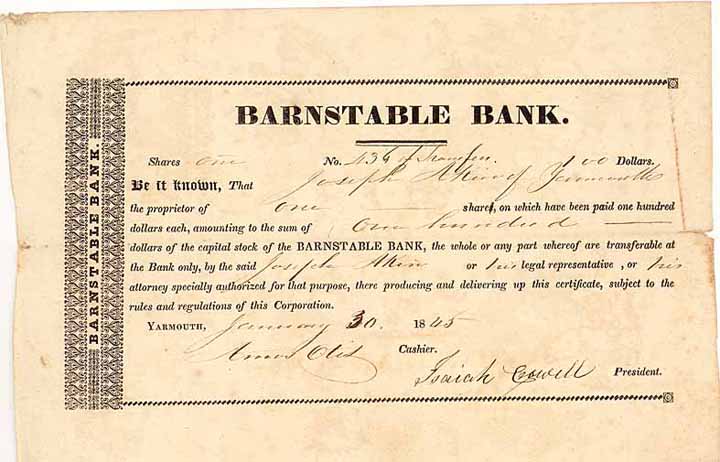 BARNSTABLE BANK.
BARNSTABLE BANK.
Shares one No. 436 of Transfer. 100 Dollars.
Be it known, That Joseph Akin of Yarmouth
the proprietor of one share, on which have been paid one hundred
dollars each, amounting to the sum of one hundred
dollars of the capital stock of the BARNSTABLE BANK, the whole or any part whereof are transferable at
the Bank only, by the said Joseph Akin or his legal representative, or his
attorney specially authorized for that purpose, there producing and delivering up this certificate, subject to the
rules and regulations of this Corporation.
YARMOUTH, January 30. 1845
Amos Otis Cashier.
Isaiah Crowell President.